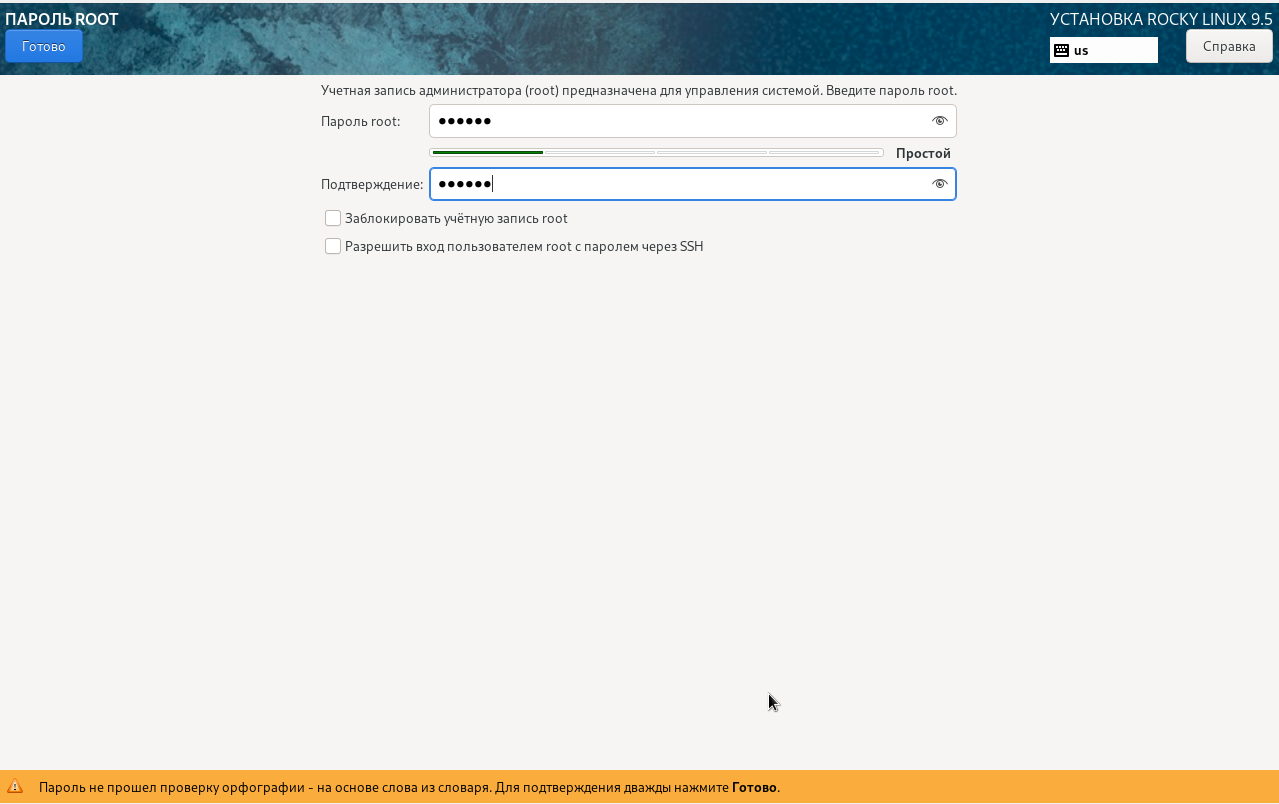 ПАРОЛЬ ROOT
УСТАНОВКА ROCKY LINUX 9.5
Готово
us
Справка
Учетная запись администратора (root) предназначена для управления системой. Введите пароль root.
Пароль root: ●●●●●●
Простой
Подтверждение: ●●●●●●
Заблокировать учётную запись root
Разрешить вход пользователем root с паролем через SSH
Пароль не прошел проверку орфографии - на основе слова из словаря. Для подтверждения дважды нажмите Готово.